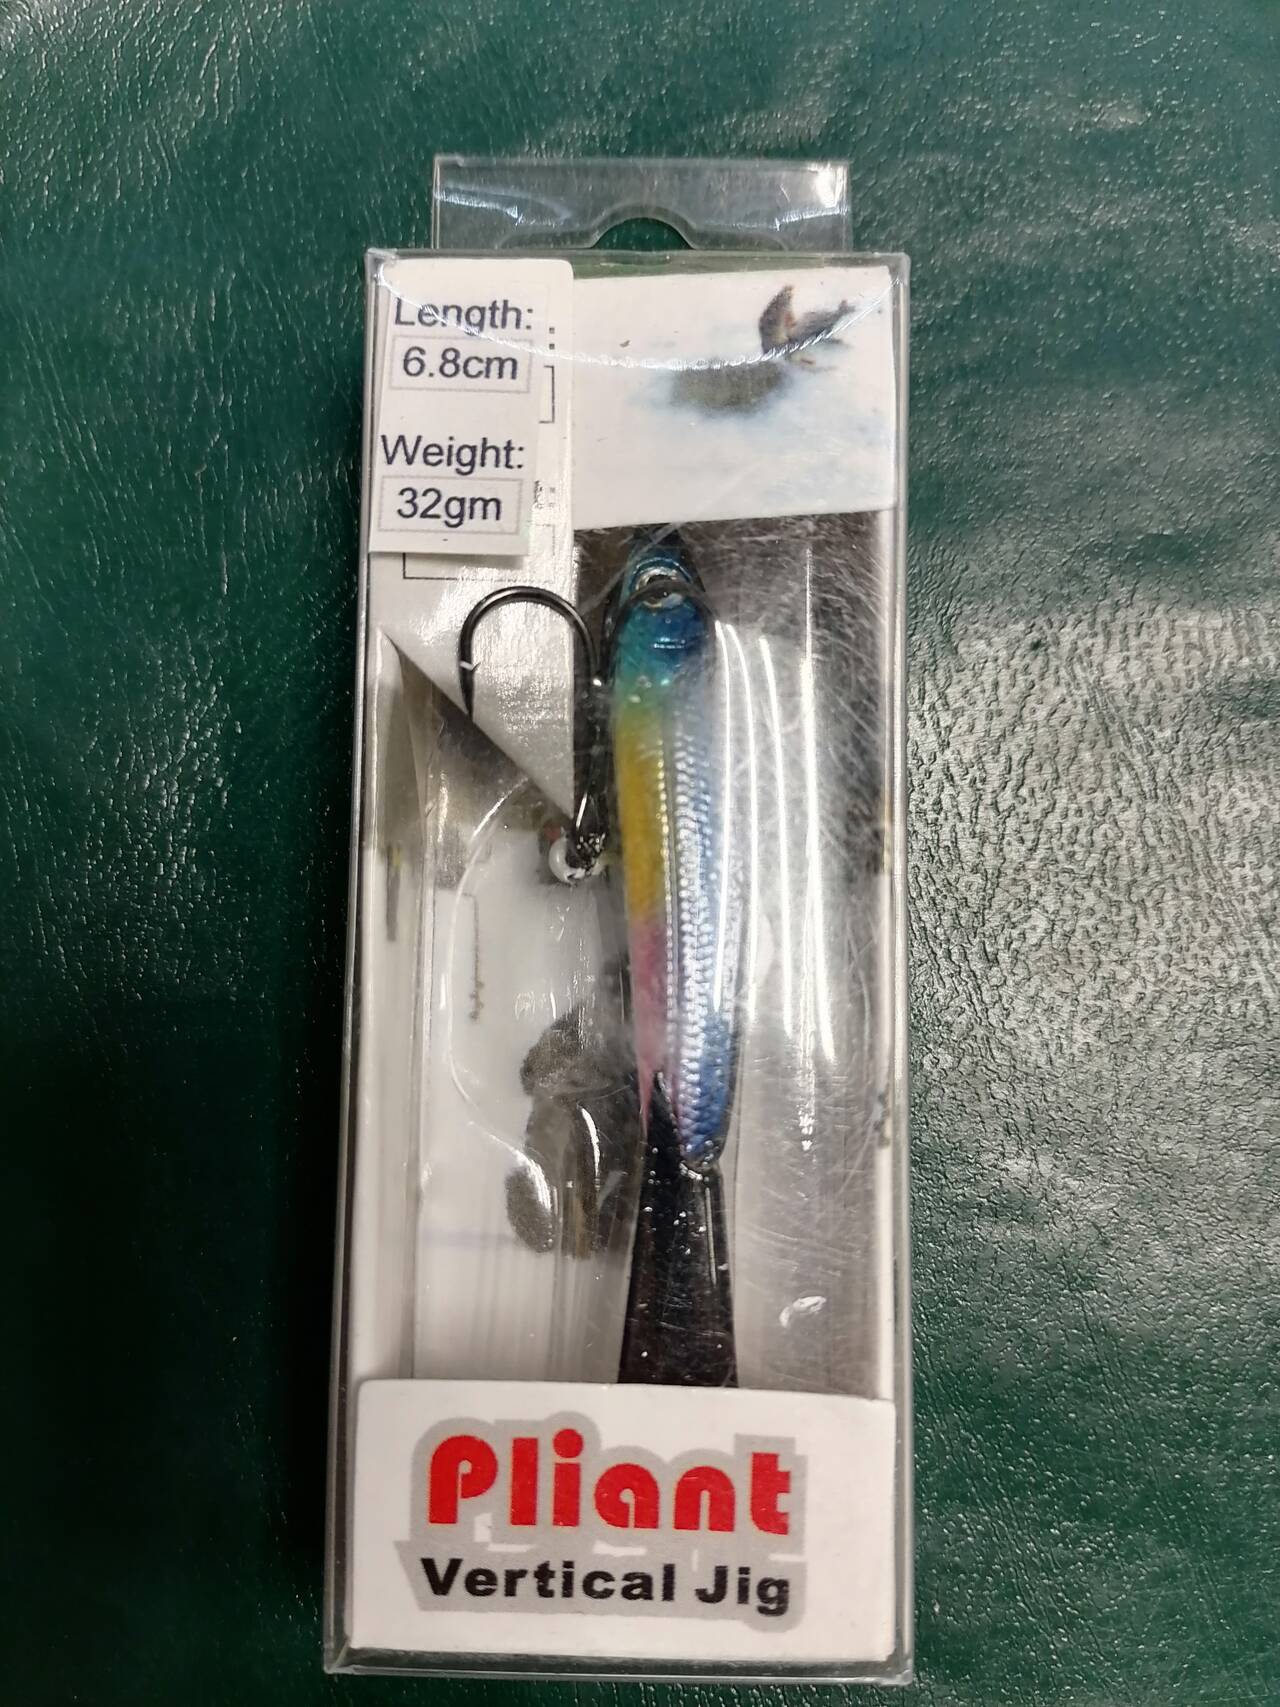 Length:
6.8cm
Weight:
32gm
Pliant
Vertical Jig